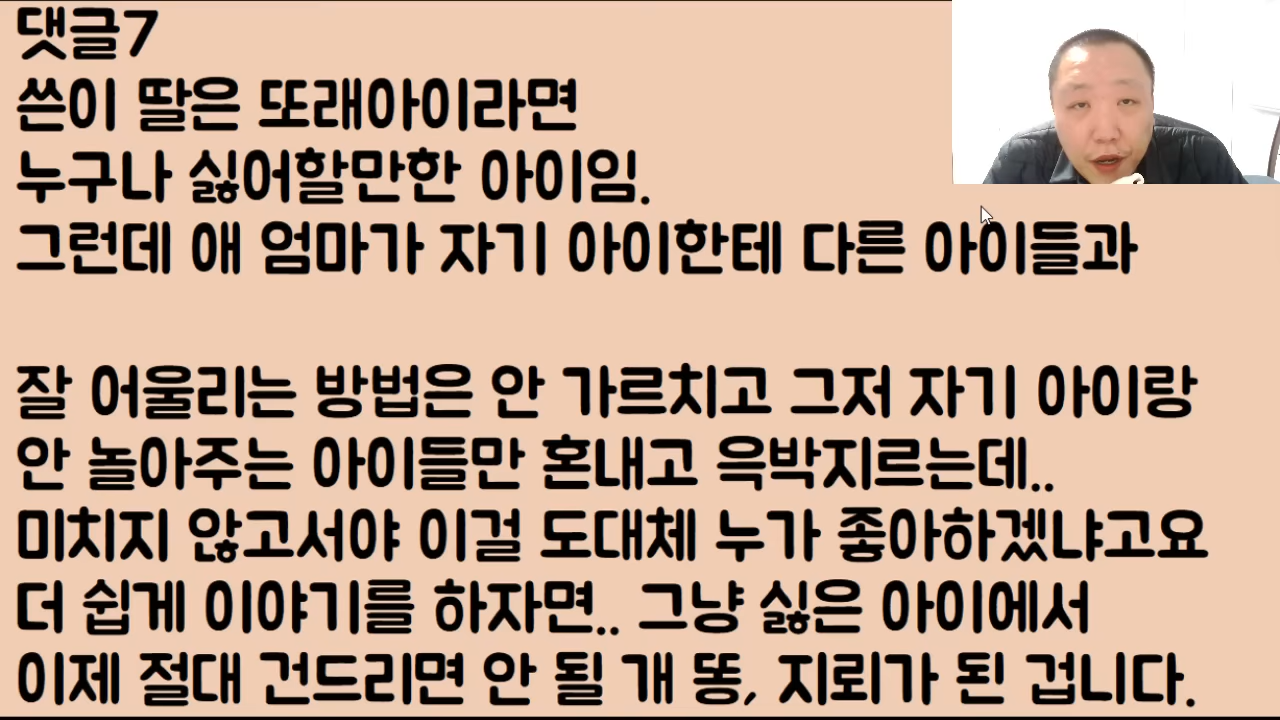 댓글7
쓴이 딸은 또래아이라면
누구나 싫어할만한 아이임.
그런데 애 엄마가 자기 아이한테 다른 아이들과
잘 어울리는 방법은 안 가르치고 그저 자기 아이랑
안 놀아주는 아이들만 혼내고 윽박지르는데..
미치지 않고서야 이걸 도대체 누가 좋아하겠냐고요
더 쉽게 이야기를 하자면.. 그냥 싫은 아이에서
이제 절대 건드리면 안 될 개 똥, 지뢰가 된 겁니다.